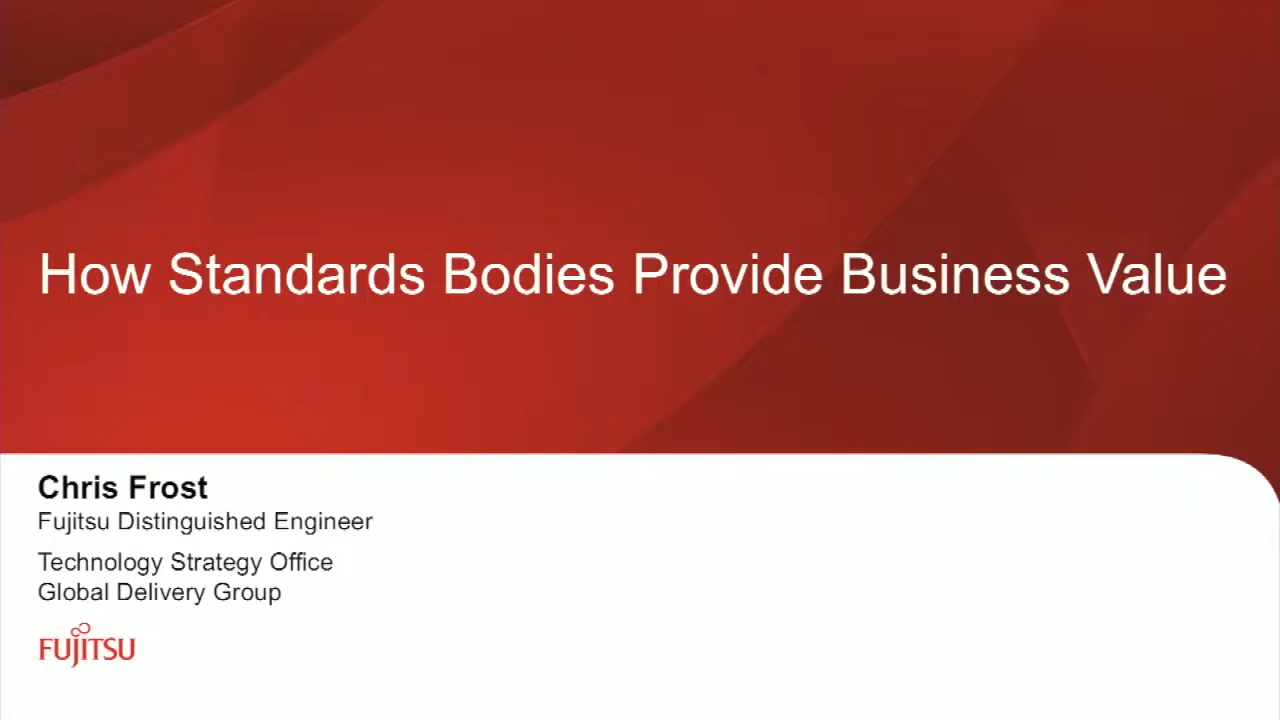 How Standards Bodies Provide Business Value
Chris Frost
Fujitsu Distinguished Engineer
Technology Strategy Office
Global Delivery Group
FUJITSU